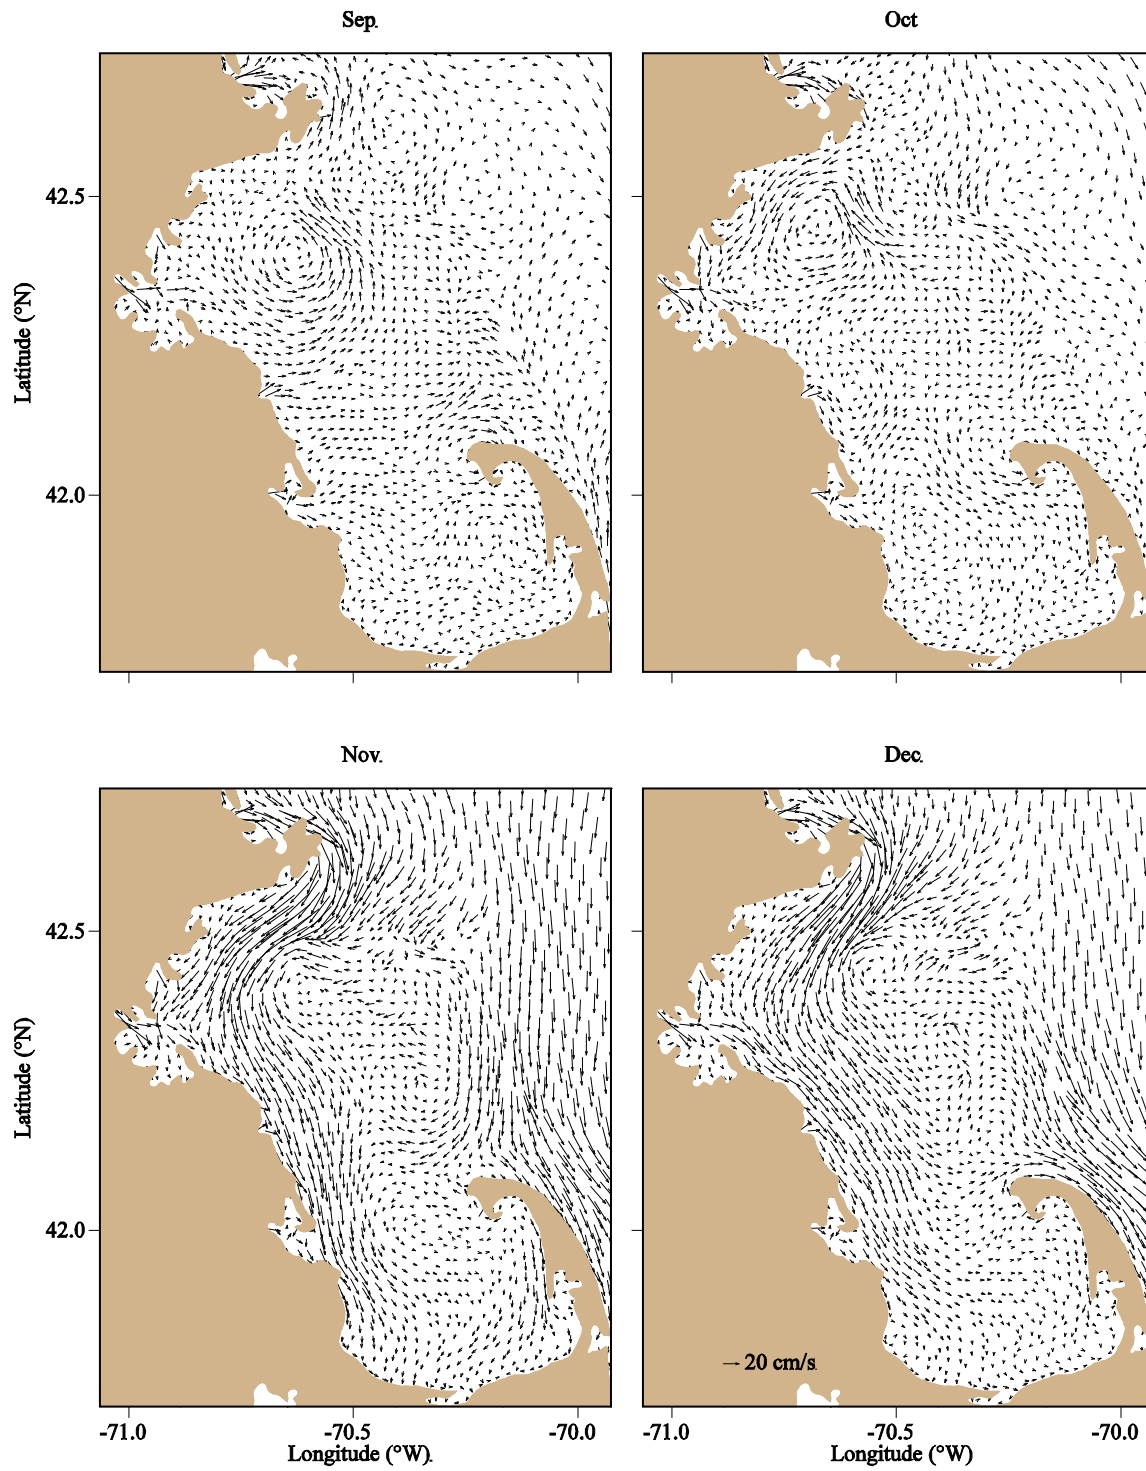 Sep.
Oct
42.5
Latitude (°N)
42.0
Nov.
Dec.
42.5
Latitude (°N)
42.0
20 cm/s
-71.0
-70.5
-70.0
-71.0
-70.5
-70.0
Longitude (°W).
Longitude (°W)